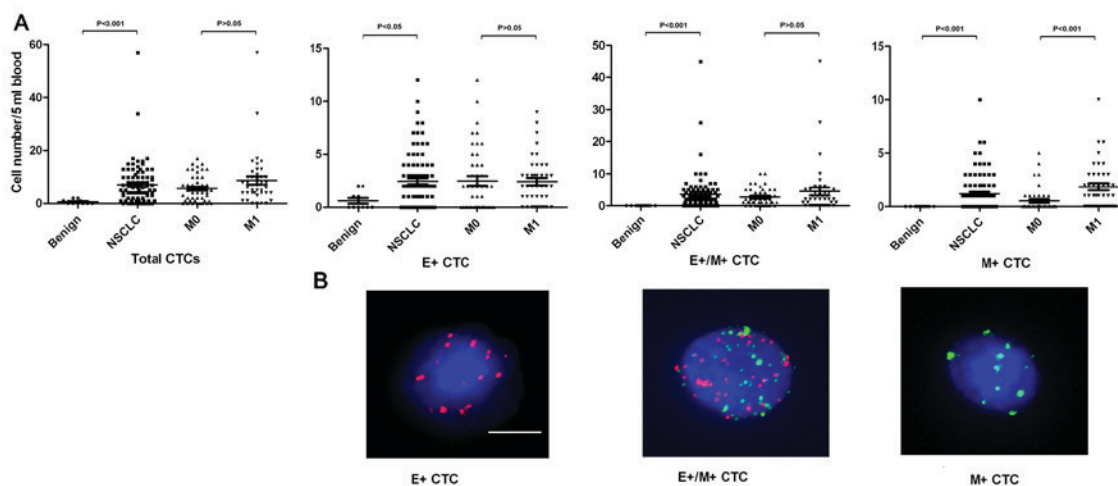 A
P<0.001
P>0.05
P<0.05
P>0.05
P<0.001
P>0.05
P<0.001
P<0.001
Cell number/5 ml blood
60
40
20
0
15
10
5
0
50
40
30
20
10
0
15
10
5
0
Benign
NSCLC
M0
M1
Benign
NSCLC
M0
M1
Benign
NSCLC
M0
M1
Benign
NSCLC
M0
M1
Total CTCs
E+ CTC
E+/M+ CTC
M+ CTC
B
E+ CTC
E+/M+ CTC
M+ CTC